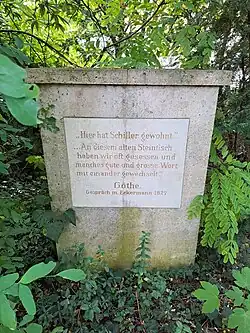 „Hier hat Schiller gewohnt“
„An diesem alten Steintisch
haben wir oft gesessen und
manches gute und grosse Wort
mit einander gewechselt“
Göthe.
Gespräch m. Eckermann 1827